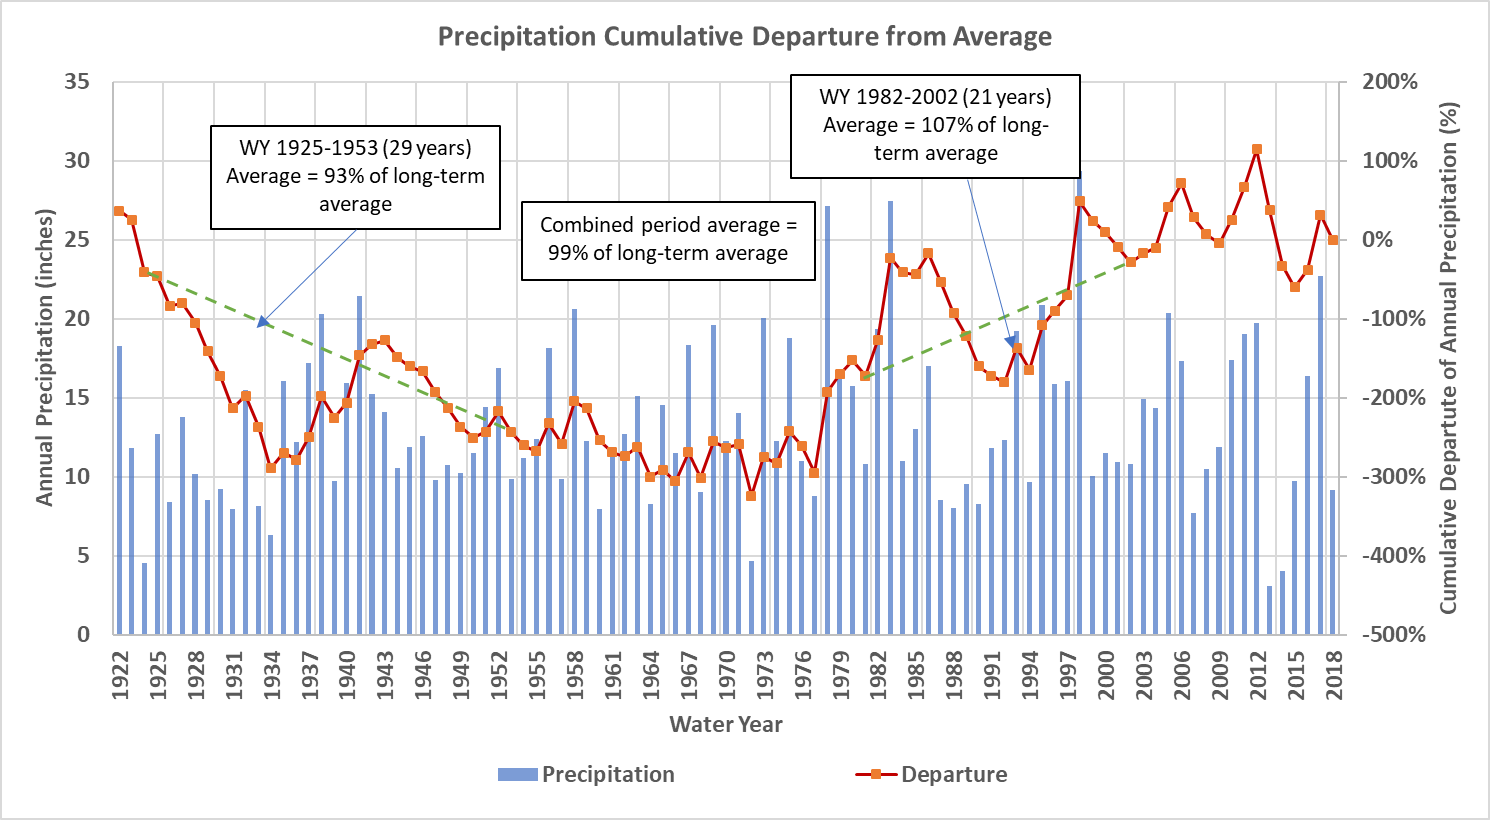 Precipitation Cumulative Departure from Average
WY 1925-1953 (29 years)
Average = 93% of long-term
average
Combined period average =
99% of long-term average
WY 1982-2002 (21 years)
Average = 107% of long-
term average
Annual Precipitation (inches)
35
30
25
20
15
10
5
0
200%
100%
0%
-100%
-200%
-300%
-400%
-500%
Cumulative Departute of Annual Precipitation (%)
1922 1925 1928 1931 1934 1937 1940 1943 1946 1949 1952 1955 1958 1961 1964 1967 1970 1973 1976 1979 1982 1985 1988 1991 1994 1997 2000 2003 2006 2009 2012 2015 2018
Water Year
Precipitation Departure